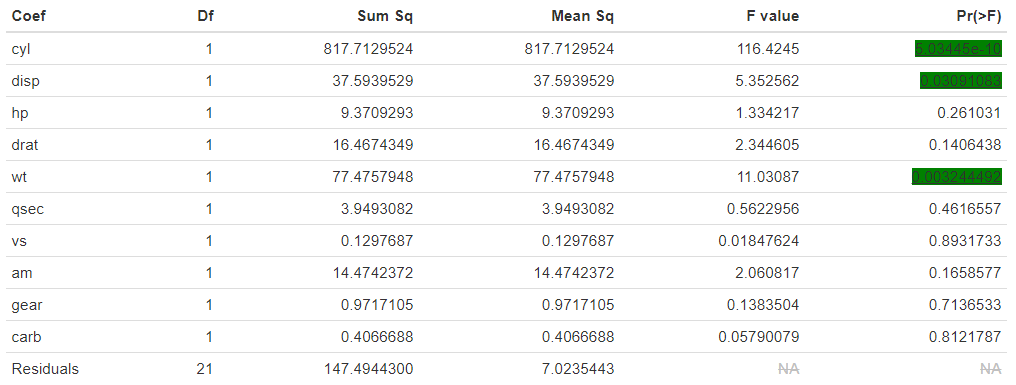 Coef Df Sum Sq Mean Sq F value Pr(>F)
cyl 1 817.7129524 817.7129524 116.4245 5.03445e-10
disp 1 37.5939529 37.5939529 5.352562 0.03091083
hp 1 9.3709293 9.3709293 1.334217 0.261031
drat 1 16.4674349 16.4674349 2.344605 0.1406438
wt 1 77.4757948 77.4757948 11.03087 0.003244492
qsec 1 3.9493082 3.9493082 0.5622956 0.4616557
vs 1 0.1297687 0.1297687 0.01847624 0.8931733
am 1 14.4742372 14.4742372 2.060817 0.1658577
gear 1 0.9717105 0.9717105 0.1383504 0.7136533
carb 1 0.4066688 0.4066688 0.05790079 0.8121787
Residuals 21 147.4944300 7.0235443 NA NA